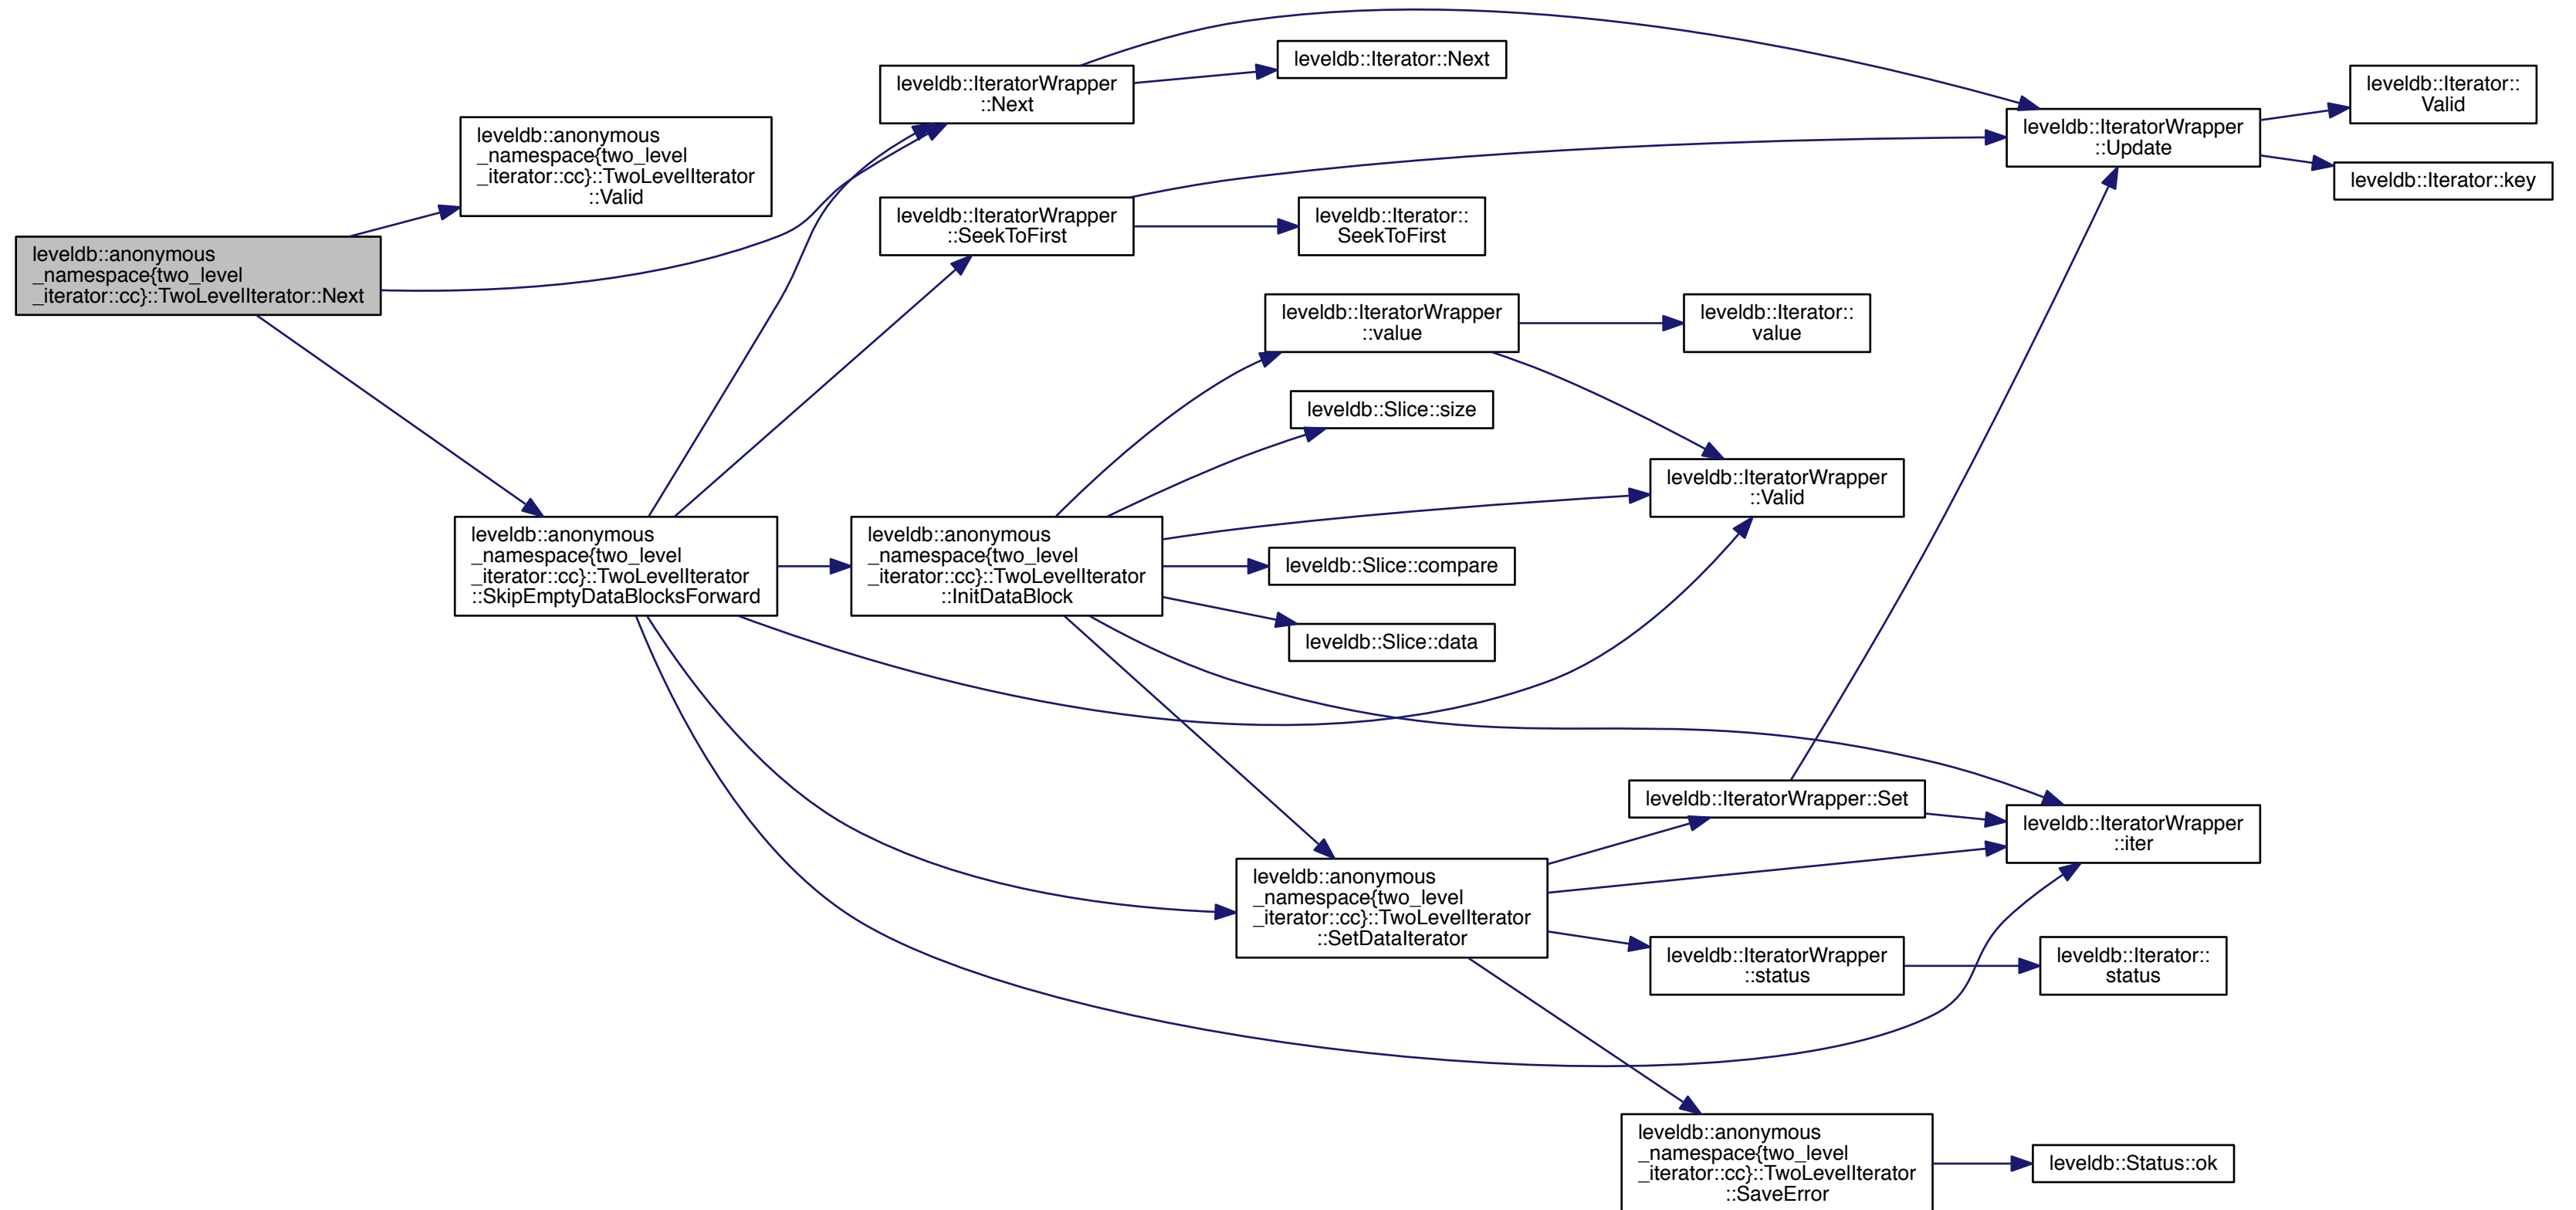 leveldb::anonymous
_namespace{two_level
_iterator::cc}::TwoLevelIterator::Next
leveldb::anonymous
_namespace{two_level
_iterator::cc}::TwoLevelIterator
::Valid
leveldb::anonymous
_namespace{two_level
_iterator::cc}::TwoLevelIterator
::SkipEmptyDataBlocksForward
leveldb::IteratorWrapper
::Next
leveldb::IteratorWrapper
::SeekToFirst
leveldb::anonymous
_namespace{two_level
_iterator::cc}::TwoLevelIterator
::InitDataBlock
leveldb::Iterator::Next
leveldb::Iterator::
SeekToFirst
leveldb::IteratorWrapper
::value
leveldb::Slice::size
leveldb::Slice::compare
leveldb::Slice::data
leveldb::anonymous
_namespace{two_level
_iterator::cc}::TwoLevelIterator
::SetDataIterator
leveldb::Iterator::
value
leveldb::IteratorWrapper
::Valid
leveldb::IteratorWrapper::Set
leveldb::IteratorWrapper
::status
leveldb::anonymous
_namespace{two_level
_iterator::cc}::TwoLevelIterator
::SaveError
leveldb::IteratorWrapper
::Update
leveldb::IteratorWrapper
::iter
leveldb::Iterator::
status
leveldb::Status::ok
leveldb::Iterator::
Valid
leveldb::Iterator::key